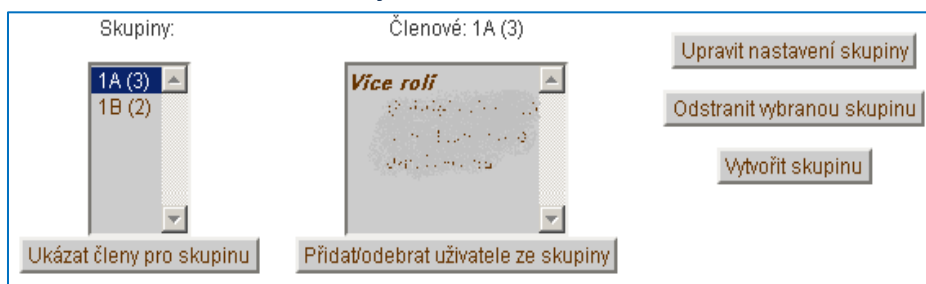 Skupiny:
1A (3)
1B (2)
Ukázat členy pro skupinu
Členové: 1A (3)
Více rolí
Přidat/odebrat uživatele ze skupiny
Upravit nastavení skupiny
Odstranit vybranou skupinu
Vytvořit skupinu